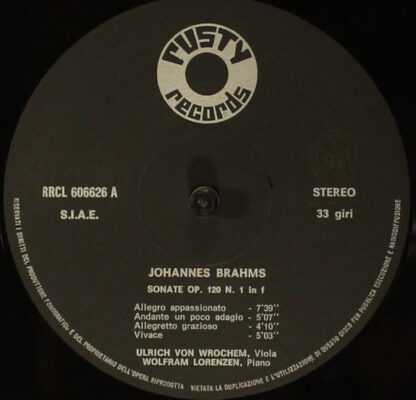 rusty
records
RRCL 606626 A
S.I.A.E.
STEREO
33 giri
JOHANNES BRAHMS
SONATE OP. 120 N. 1 in f
Allegro appassionato - 7'39''
Andante un poco adagio - 5'07''
Allegretto grazioso - 4'10''
Vivace - 5'03''
ULRICH VON WROCHEM, Viola
WOLFRAM LORENZEN, Piano
RISERVATI I DIRITTI DEL PRODUTTORE FONOGRAFICO E DEL PROPRIETARIO DELL'OPERA RIPRODOTTA VIETATA LA DUPLICAZIONE E L'UTILIZZAZIONE DI QUESTO DISCO PER PUBBLICA ESECUZIONE E RADIODIFFUSIONE